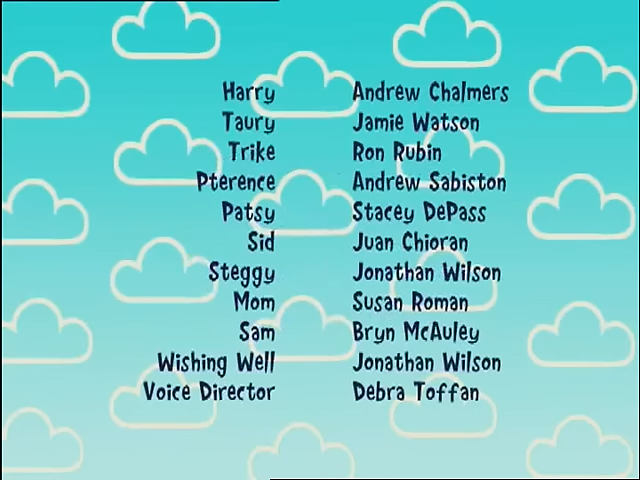 Harry Andrew Chalmers
Taury Jamie Watson
Trike Ron Rubin
Pterence Andrew Sabiston
Patsy Stacey DePass
Sid Juan Chioran
Steggy Jonathan Wilson
Mom Susan Roman
Sam Bryn McAuley
Wishing Well Jonathan Wilson
Voice Director Debra Toffan